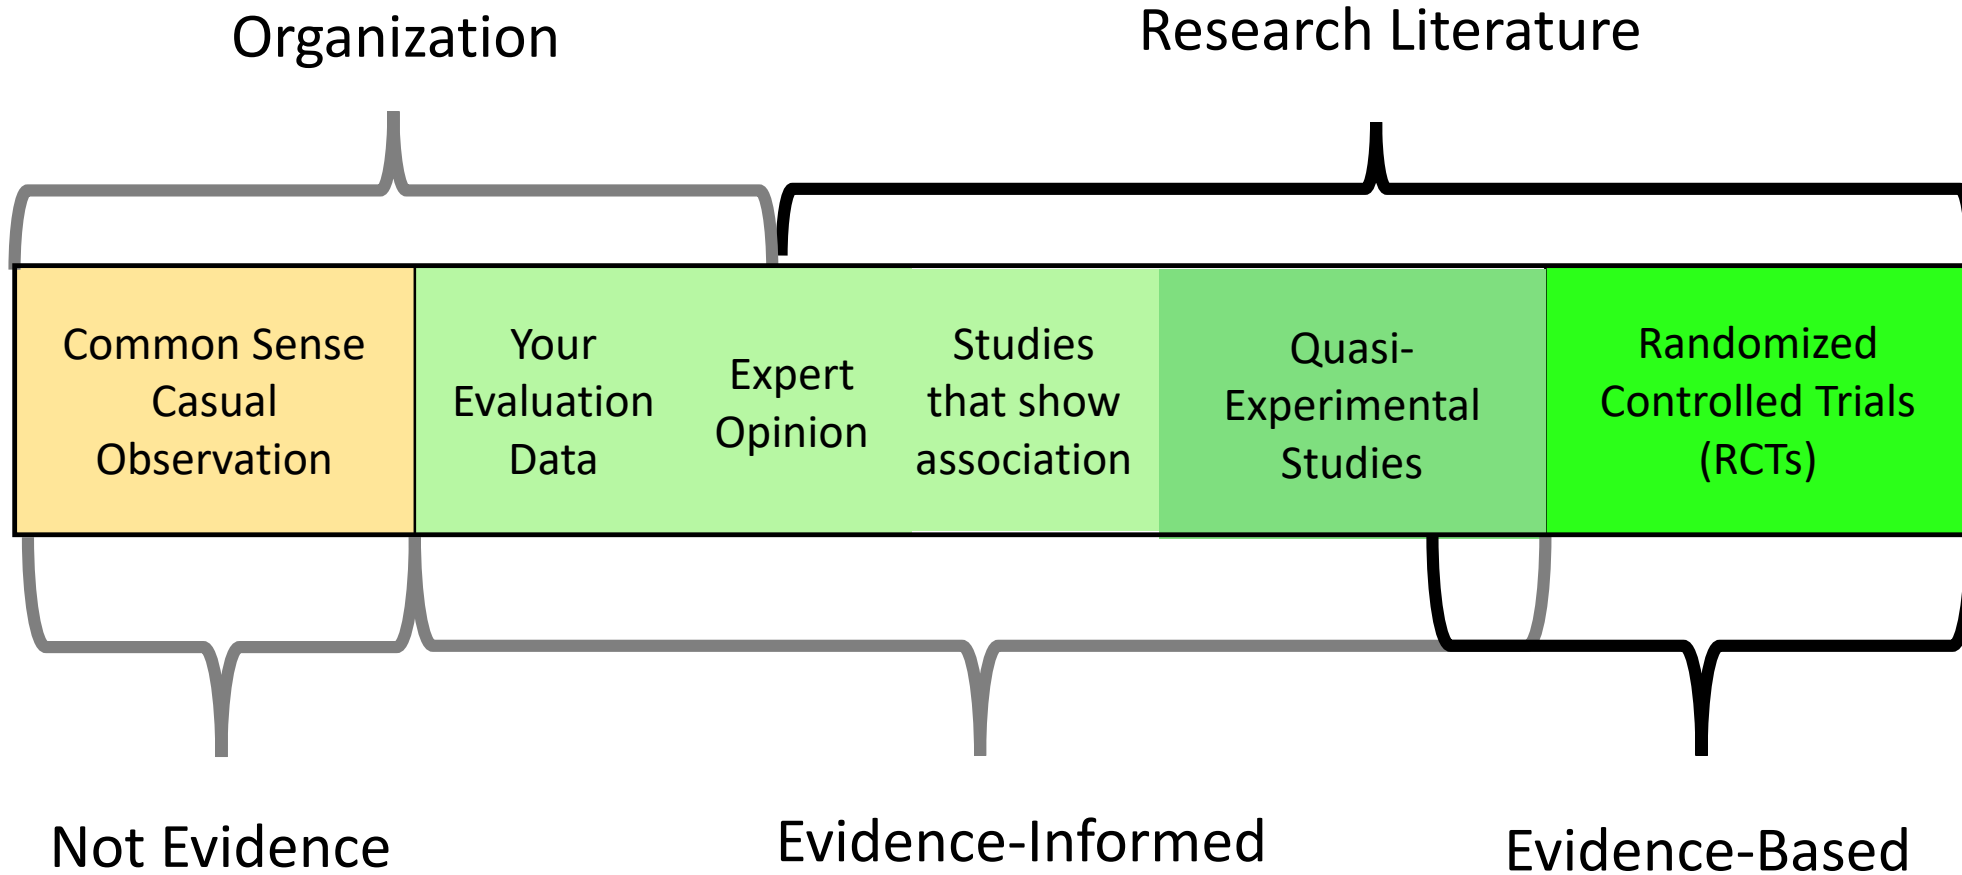 Organization
Research Literature
Common Sense
Casual
Observation
Your
Evaluation
Data
Expert
Opinion
Studies
that show
association
Quasi-
Experimental
Studies
Randomized
Controlled Trials
(RCTs)
Not Evidence
Evidence-Informed
Evidence-Based